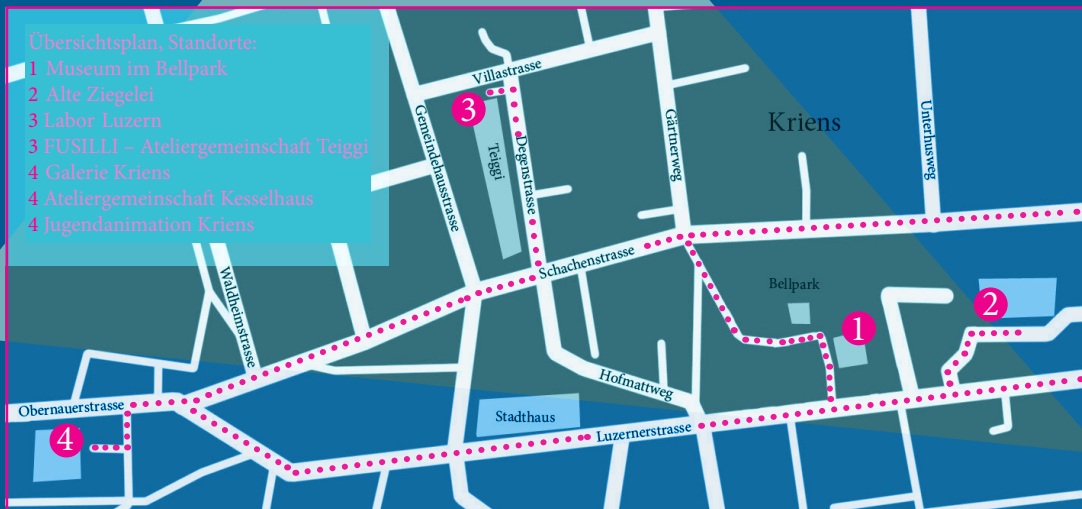 Übersichtsplan, Standorte:
1 Museum im Bellpark
2 Alte Ziegelei
3 Labor Luzern
3 FUSILLI – Ateliergemeinschaft Teiggi
4 Galerie Kriens
4 Ateliergemeinschaft Kesselhaus
4 Jugendanimation Kriens
Villastrasse
3
Gemeindehausstrasse
Teiggi
Degenstrasse
Gärtnerweg
Kriens
Unterhusweg
Schachenstrasse
Waldheimstrasse
Bellpark
2
1
Hofmattweg
Obernauerstrasse
Stadthaus
Luzernerstrasse
4